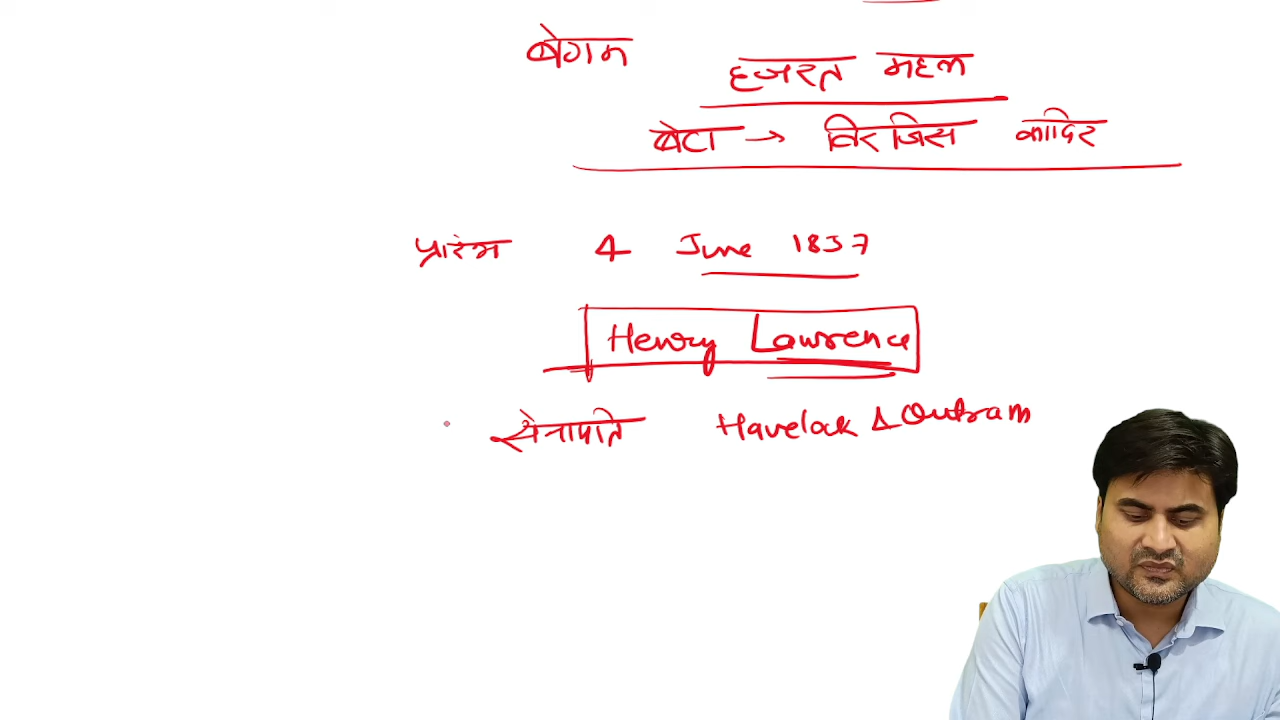 बेगम हजरत महल
बेटा → विरजिस कादिर
प्रारंभ 4 June 1857
Henry Lawrence
सेनापति Havelock & Outram